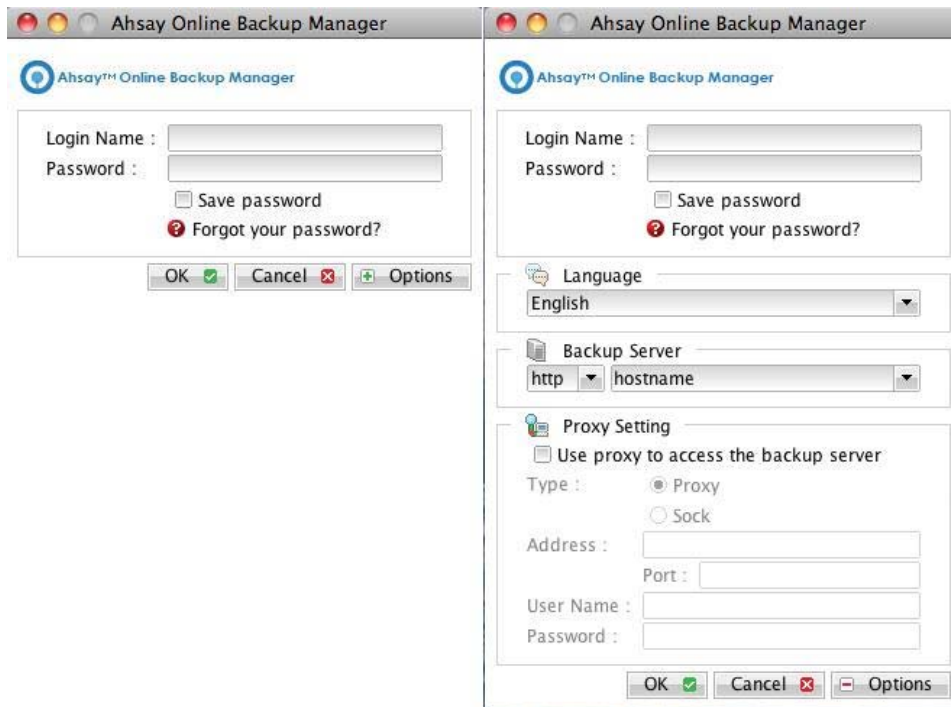 Ahsay Online Backup Manager
Ahsay™ Online Backup Manager
Login Name :
Password :
Save password
Forgot your password?
OK
Cancel
Options
Ahsay Online Backup Manager
Ahsay™ Online Backup Manager
Login Name :
Password :
Save password
Forgot your password?
Language
English
Backup Server
http
hostname
Proxy Setting
Use proxy to access the backup server
Type :
Proxy
Sock
Address :
Port :
User Name :
Password :
OK
Cancel
Options